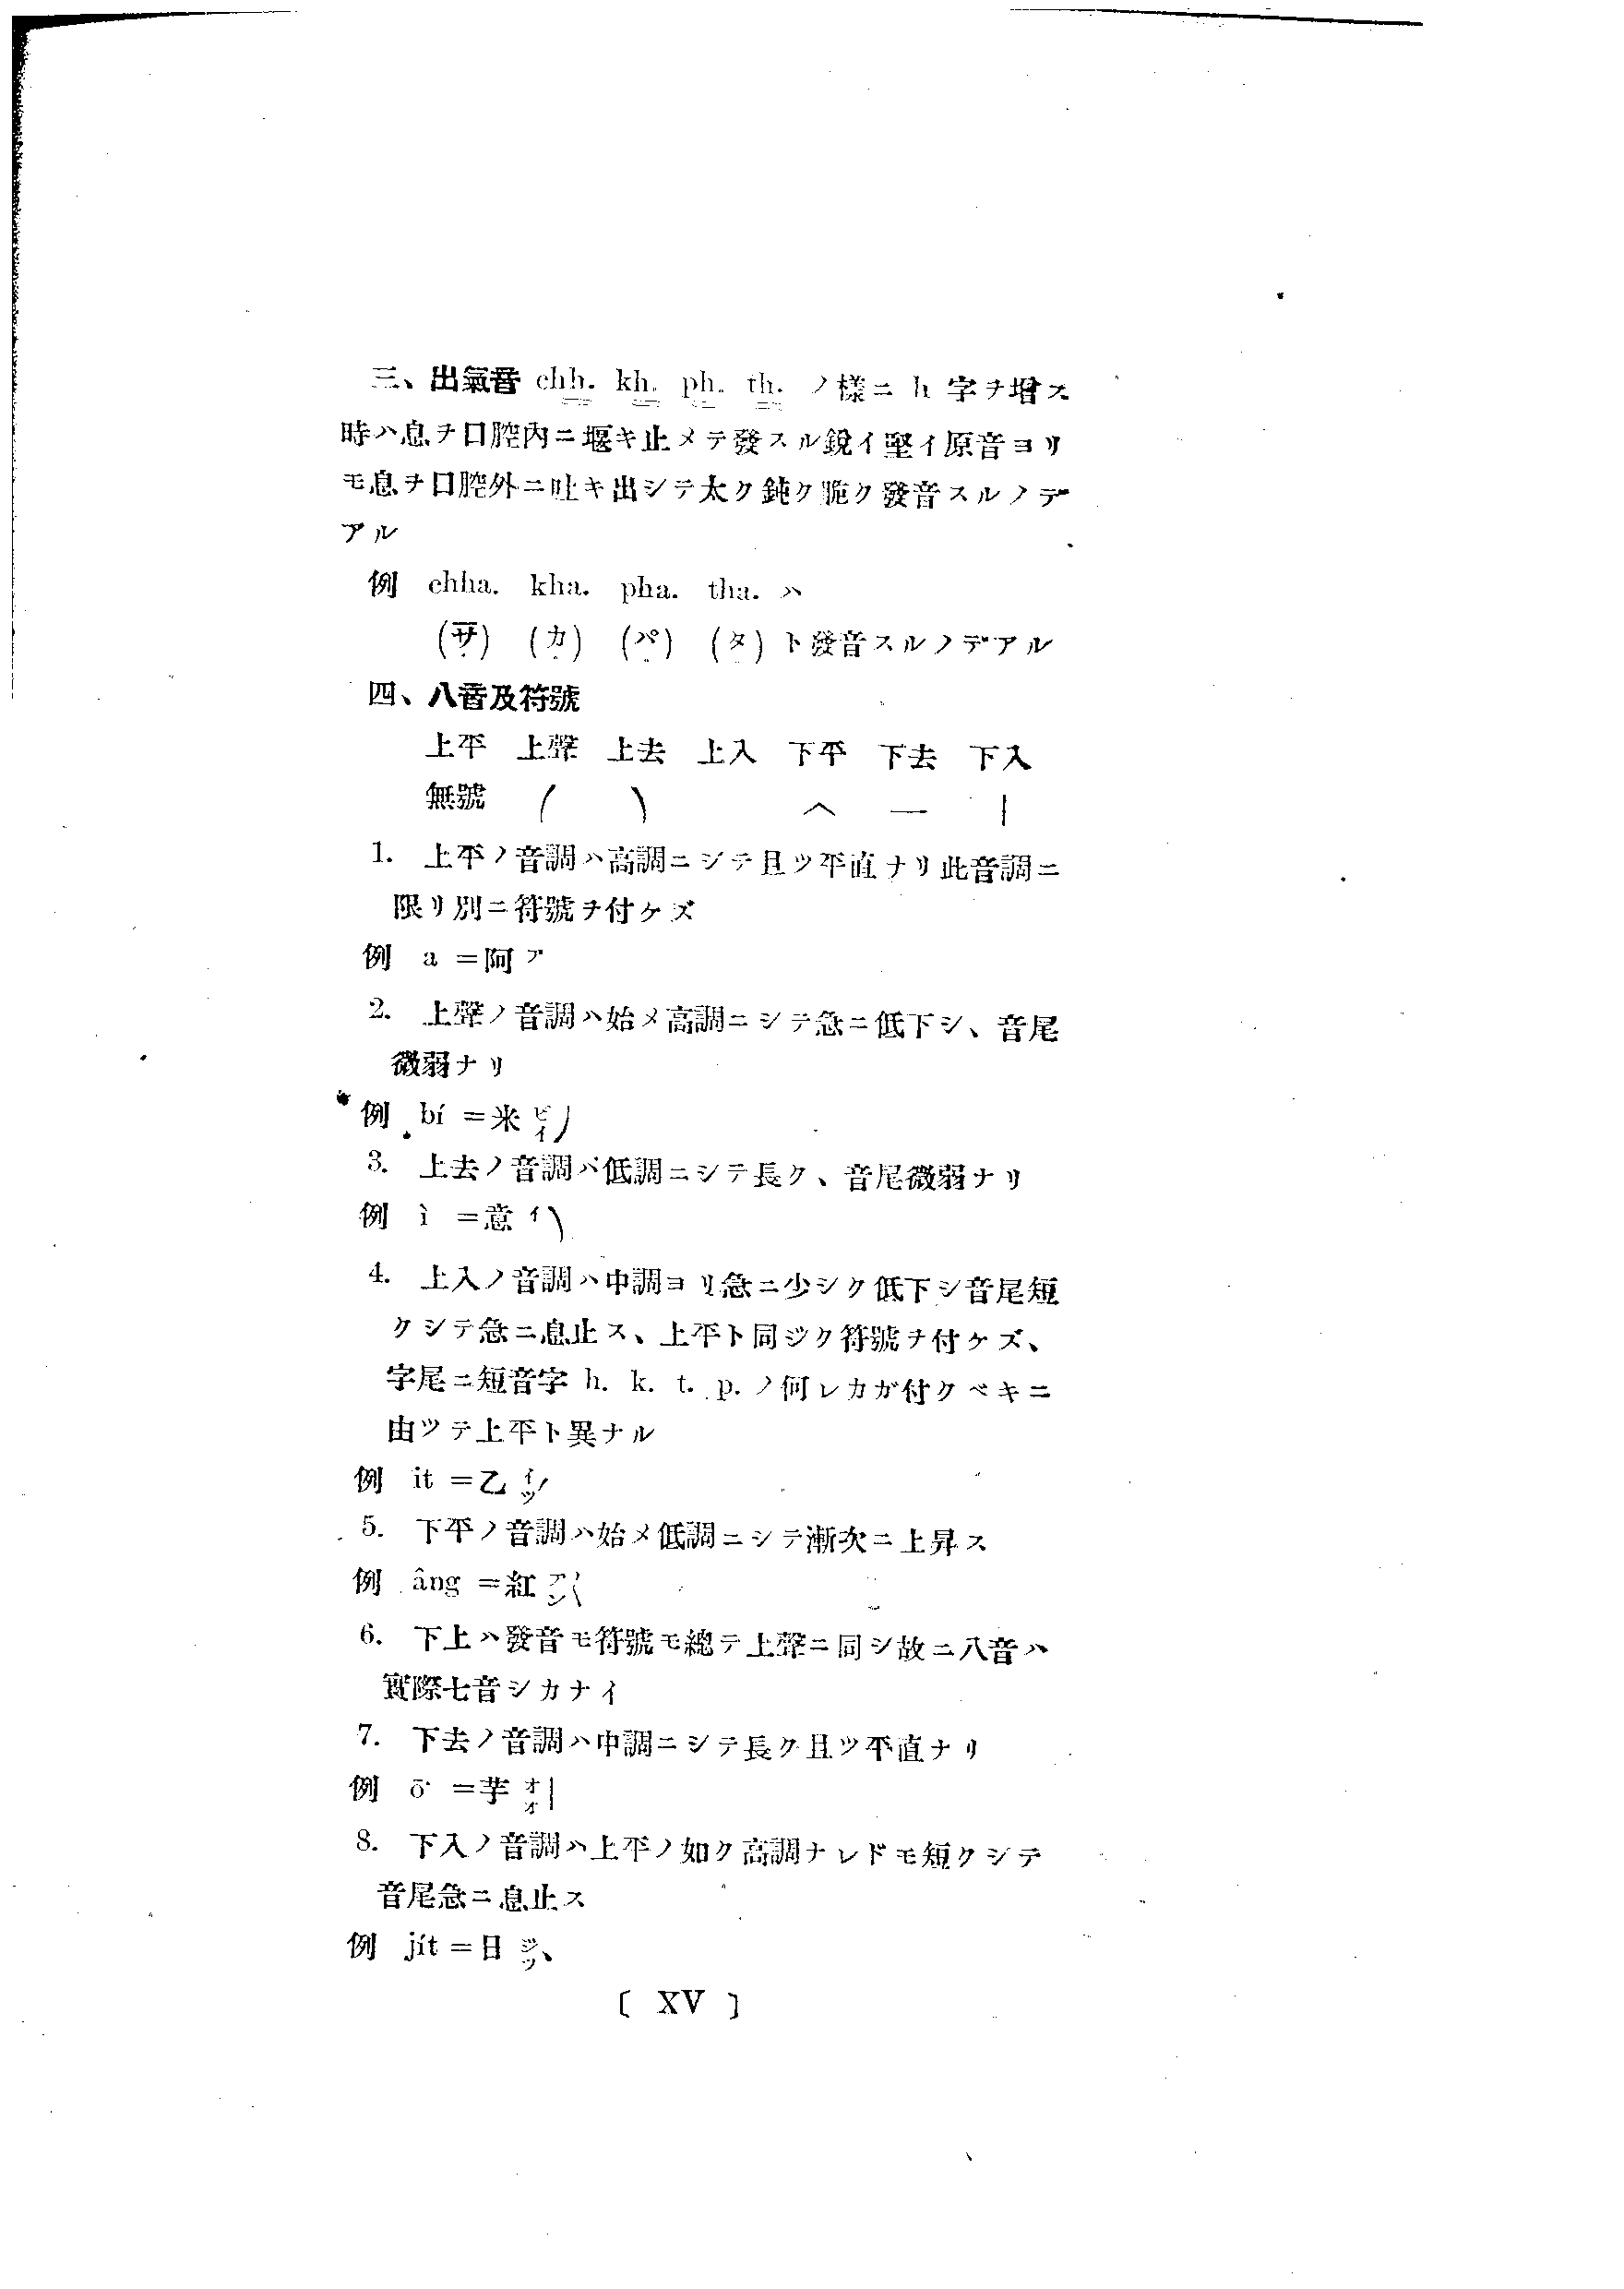 三、出氣音 chh. kh. ph. th. ノ樣ニ h 字ヲ增ス
時ハ息ヲ口腔內ニ堰キ止メテ發スル銳イ堅イ原音ヨリ
モ息ヲ口腔外ニ吐キ出シテ太ク鈍ク脆ク發音スルノデ
アル
例 chha. kha. pha. tha. ハ
(サ) (カ) (パ) (タ) ト發音スルノデアル
四、八音及符號
上平 上聲 上去 上入 下平 下去 下入
無號 ( ) ヘ — |
1. 上平ノ音調ハ高調ニシテ且ツ平直ナリ此音調ニ
限リ別ニ符號ヲ付ケズ
例 a =阿 ア
2. 上聲ノ音調ハ始メ高調ニシテ急ニ低下シ、音尾
微弱ナリ
例 bí =米 ビイ)
3. 上去ノ音調ハ低調ニシテ長ク、音尾微弱ナリ
例 ì =意 イ\
4. 上入ノ音調ハ中調ヨリ急ニ少シク低下シ音尾短
クシテ急ニ息止ス、上平ト同ジク符號ヲ付ケズ、
字尾ニ短音字 h. k. t. p. ノ何レカガ付クベキニ
由ツテ上平ト異ナル
例 it =乙 イツ/
5. 下平ノ音調ハ始メ低調ニシテ漸次ニ上昇ス
例 âng =紅 アン
6. 下上ハ發音モ符號モ總テ上聲ニ同シ故ニ八音ハ
實際七音シカナイ
7. 下去ノ音調ハ中調ニシテ長ク且ツ平直ナリ
例 ō͘ =芋 オオ|
8. 下入ノ音調ハ上平ノ如ク高調ナレドモ短クシテ
音尾急ニ息止ス
例 jít =日 ジツ、
〔 XV 〕